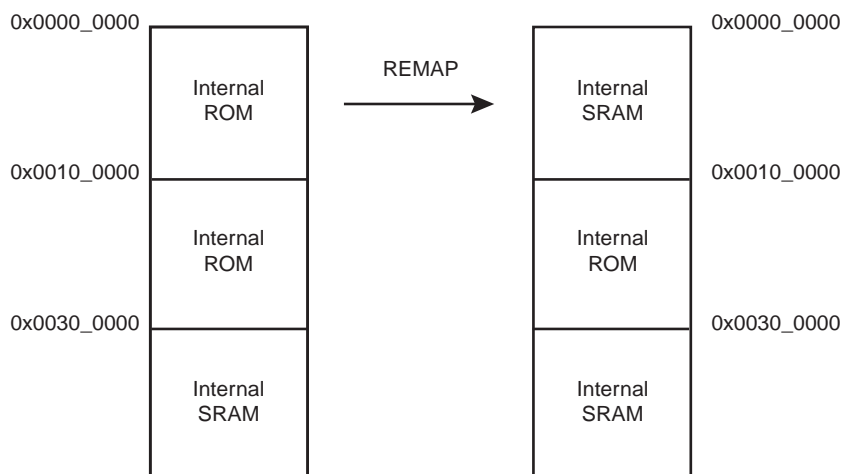 0x0000_0000
Internal
ROM
0x0010_0000
Internal
ROM
0x0030_0000
Internal
SRAM
REMAP
0x0000_0000
Internal
SRAM
0x0010_0000
Internal
ROM
0x0030_0000
Internal
SRAM